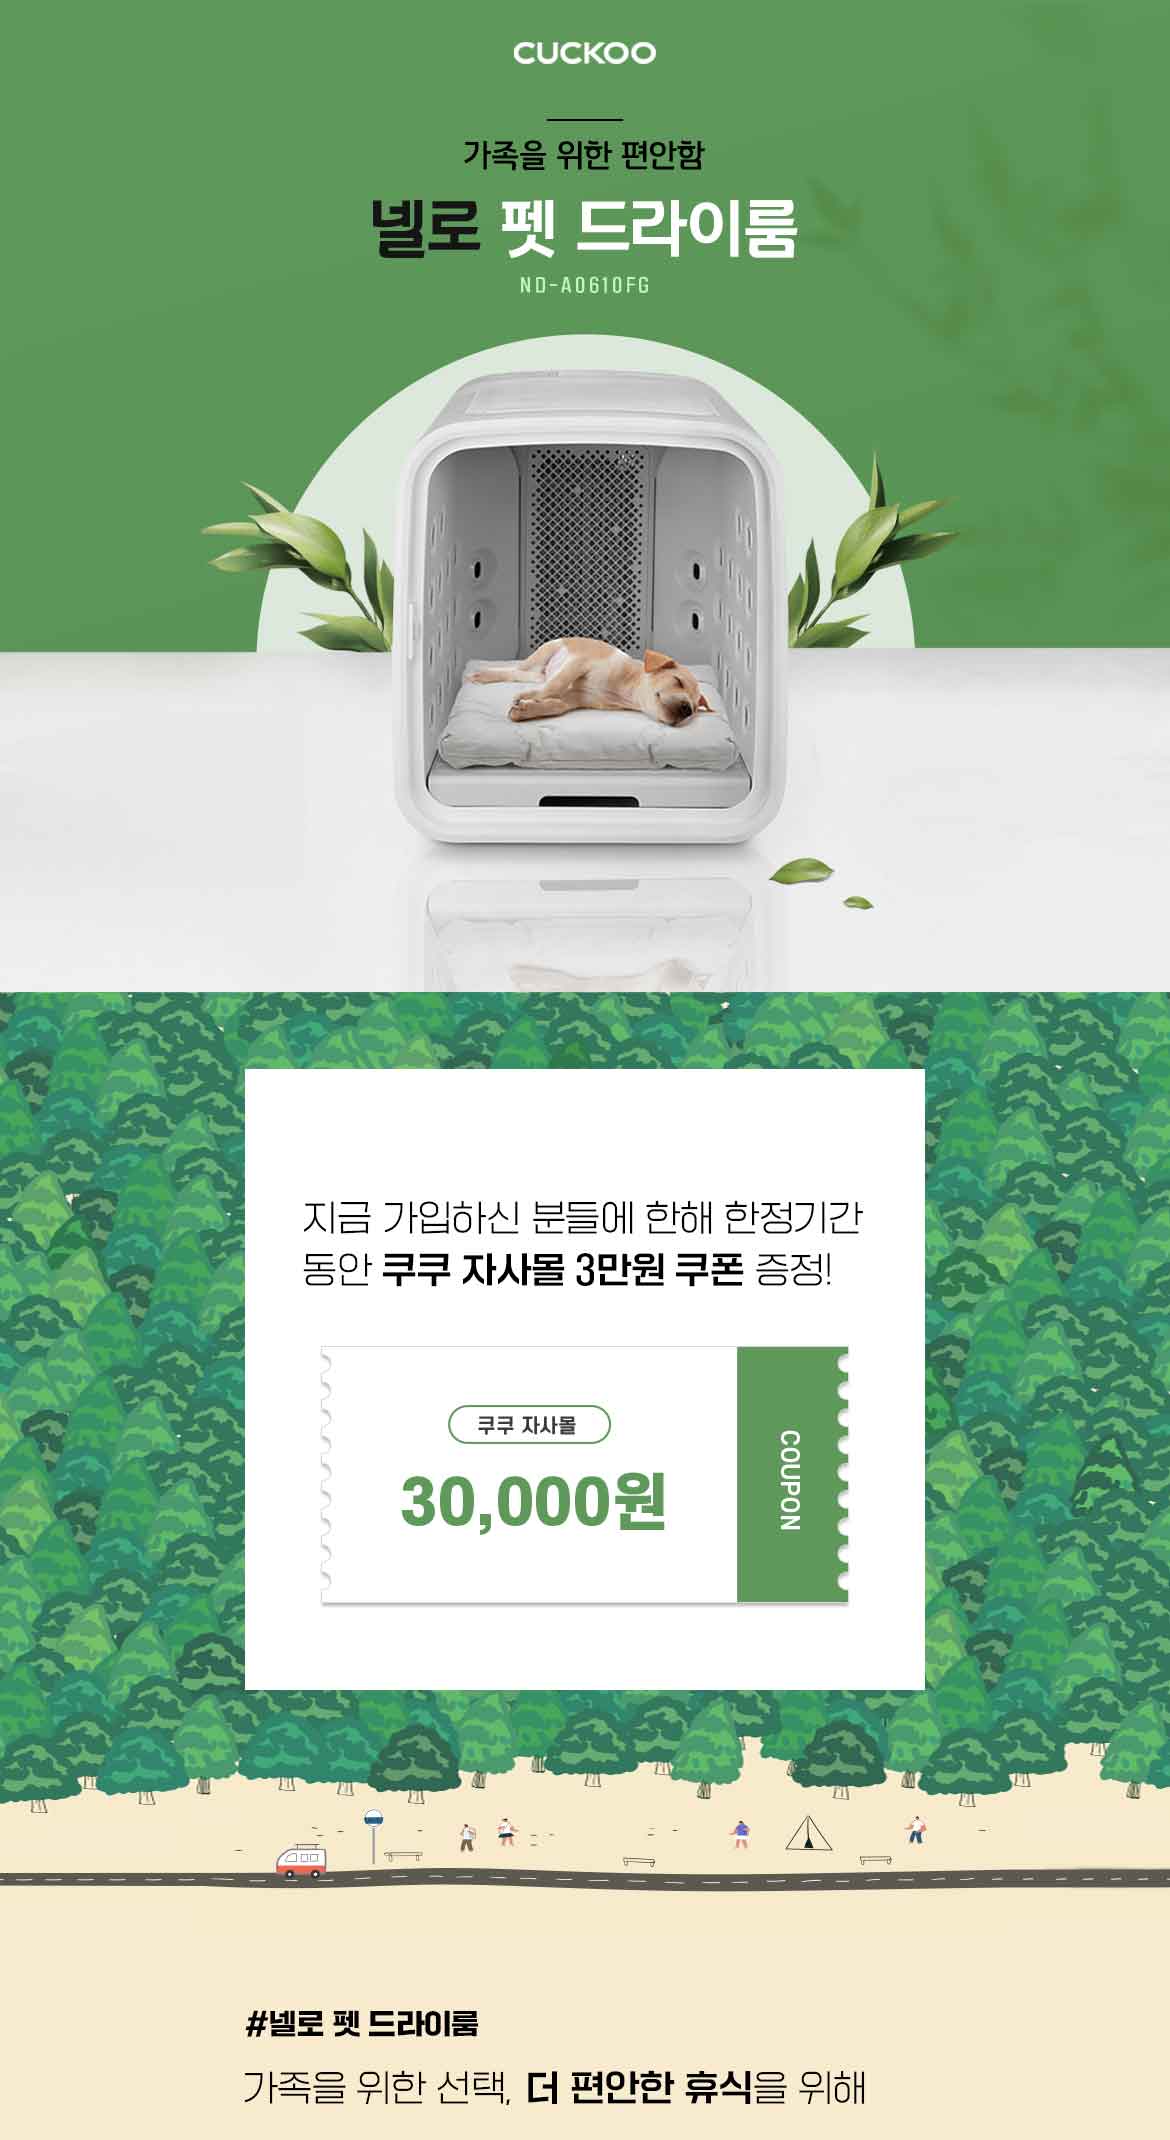 CUCKOO
가족을 위한 편안함
넬로 펫 드라이룸
ND-A0610FG
지금 가입하신 분들에 한해 한정기간
동안 쿠쿠 자사몰 3만원 쿠폰 증정!
쿠쿠 자사몰
30,000원
COUPON
#넬로 펫 드라이룸
가족을 위한 선택, 더 편안한 휴식을 위해